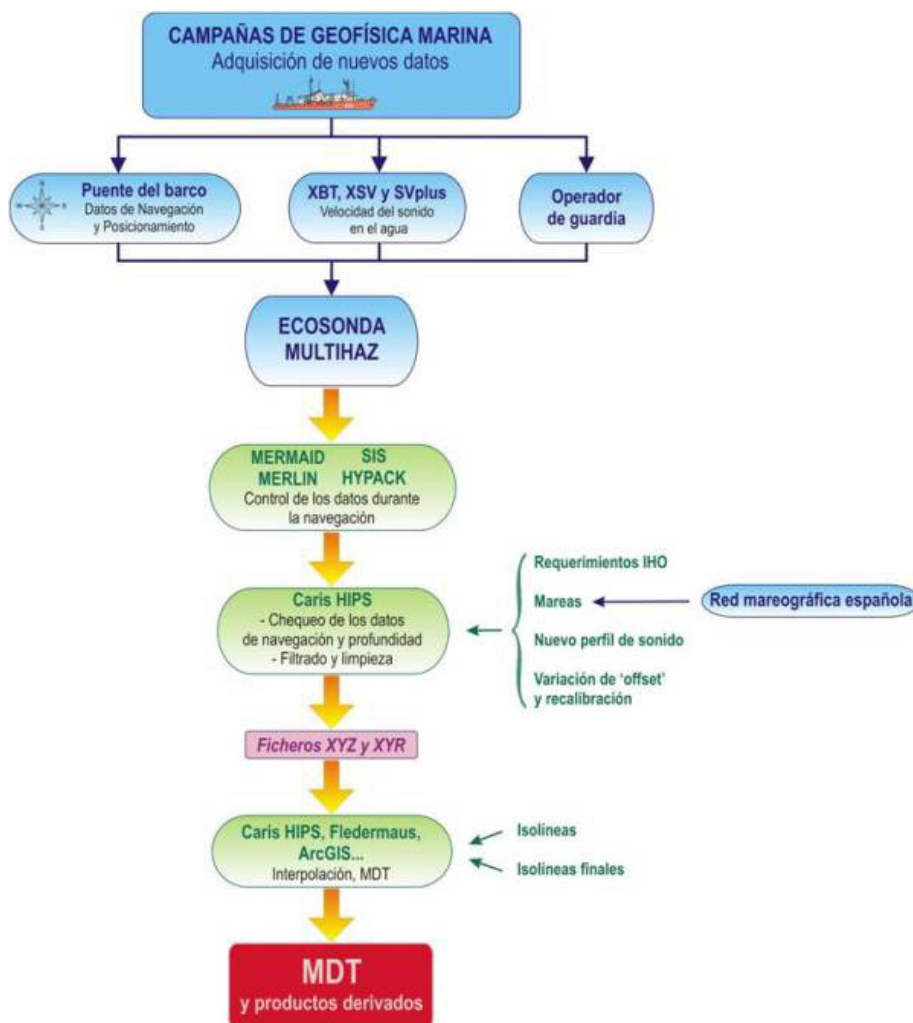 CAMPAÑAS DE GEOFÍSICA MARINA
Adquisición de nuevos datos
Puente del barco
Datos de Navegación
y Posicionamiento
XBT, XSV y SVplus
Velocidad del sonido
en el agua
Operador
de guardia
ECOSONDA
MULTIHAZ
MERMAID SIS
MERLIN HYPACK
Control de los datos durante
la navegación
Caris HIPS
- Chequeo de los datos
de navegación y profundidad
- Filtrado y limpieza
Requerimientos IHO
Mareas
Red mareográfica española
Nuevo perfil de sonido
Variación de ‘offset’
y recalibración
Ficheros XYZ y XYR
Caris HIPS, Fledermaus,
ArcGIS...
Interpolación, MDT
Isolíneas
Isolíneas finales
MDT
y productos derivados